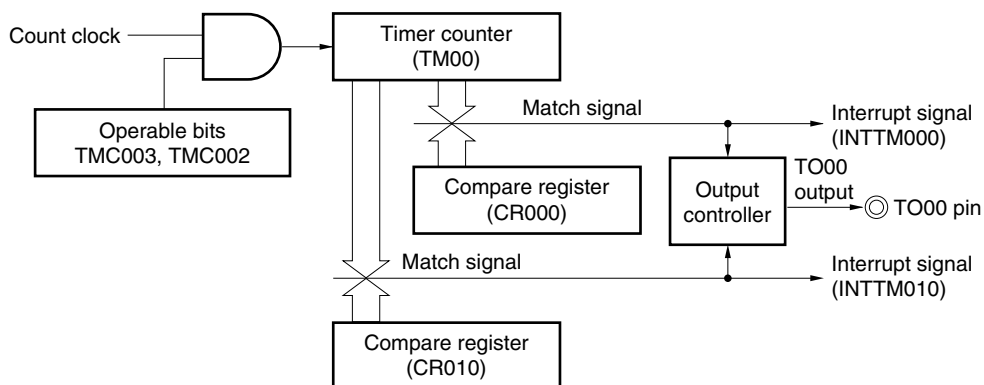 Count clock
Timer counter
(TM00)
Operable bits
TMC003, TMC002
Match signal
Interrupt signal
(INTTM000)
Compare register
(CR000)
Output
controller
TO00
output
TO00 pin
Match signal
Interrupt signal
(INTTM010)
Compare register
(CR010)